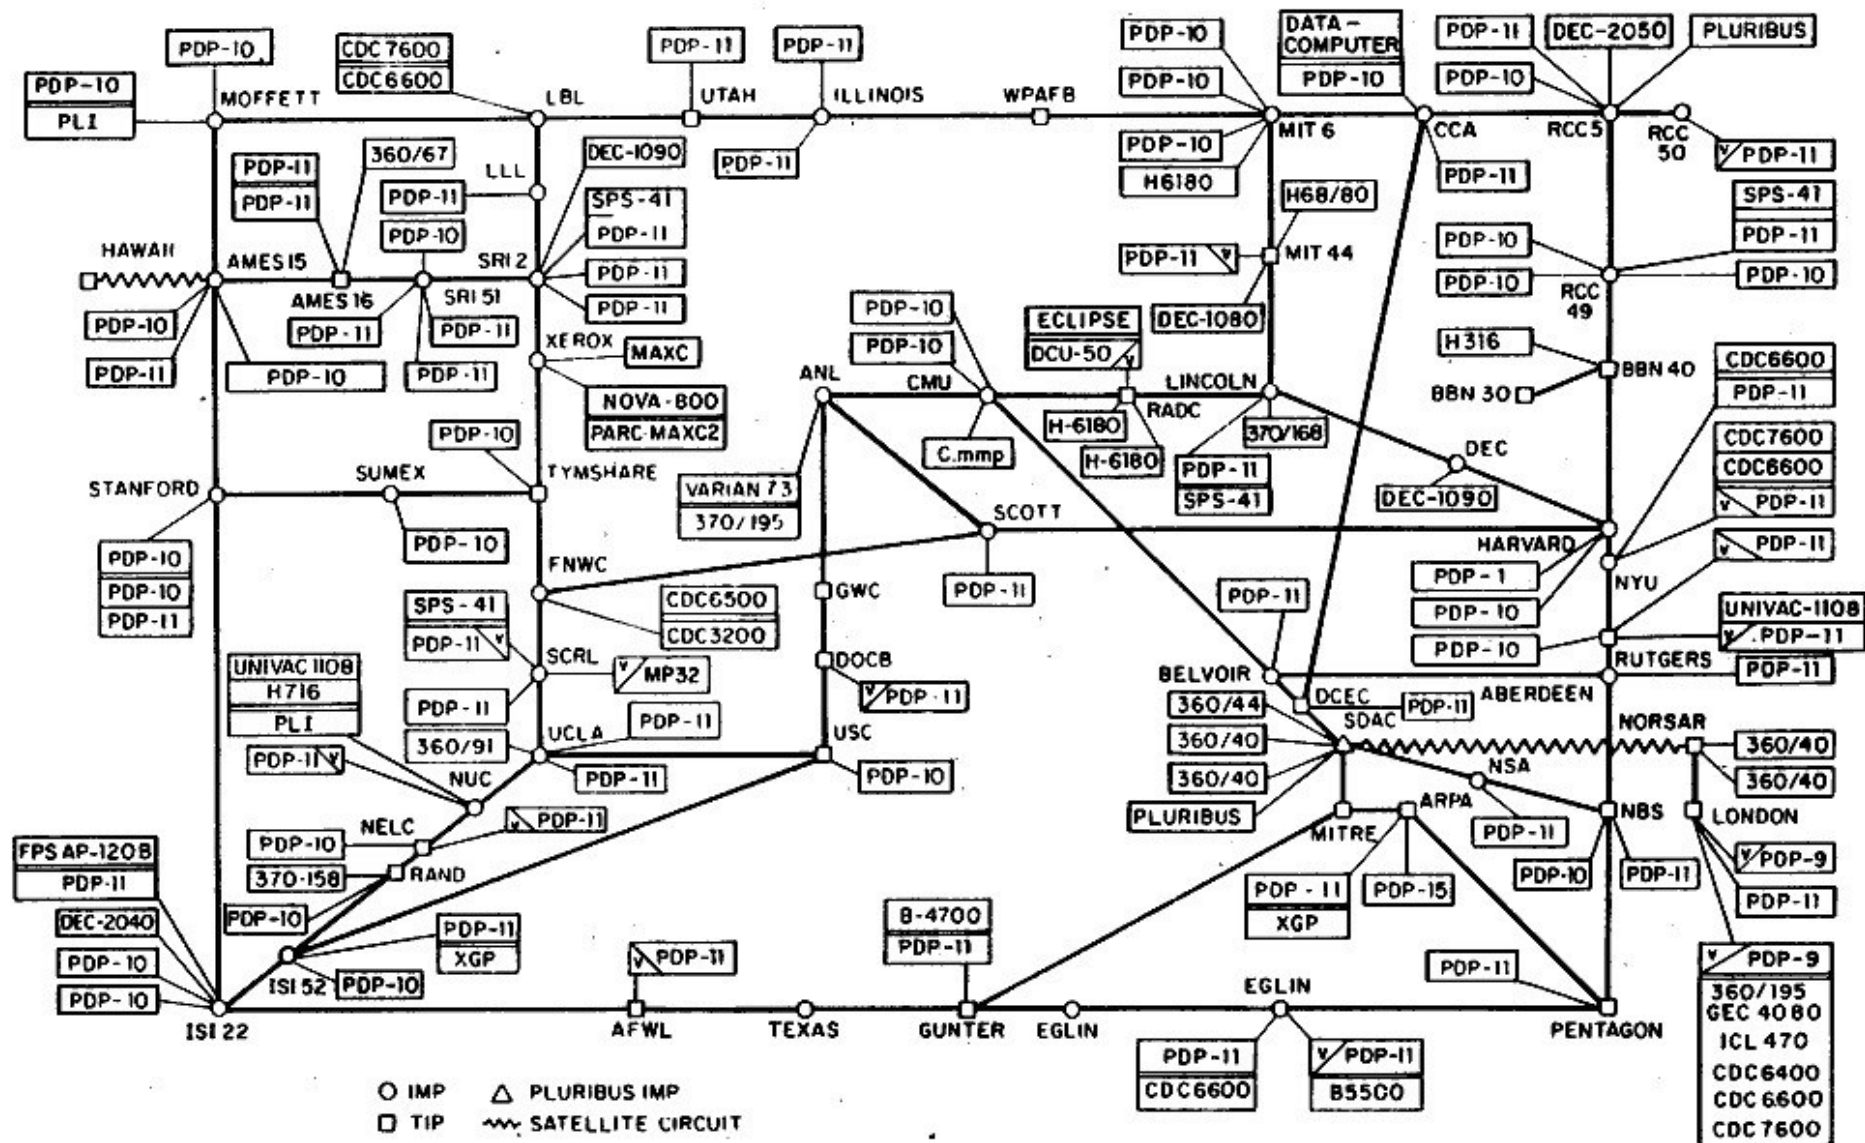 PDP-10
CDC 7600
CDC 6600
PDP-11
PDP-11
PDP-10
DATA-
COMPUTER
PDP-10
PDP-11
DEC-2050
PLURIBUS
PDP-10
PLI
MOFFETT
LBL
UTAH
ILLINOIS
WPAFB
PDP-10
PDP-10
MIT 6
CCA
RCC 5
RCC
50
PDP-11
PDP-11
360/67
LLL
PDP-11
DEC-1090
PDP-11
PDP-10
H6180
PDP-11
V PDP-11
PDP-10
SPS-41
PDP-11
H68/80
SPS-41
PDP-11
HAWAII
AMES 15
AMES 16
SRI 51
SRI 2
PDP-11
PDP-11
PDP-11 V
MIT 44
PDP-10
PDP-10
PDP-10
RCC
49
PDP-10
PDP-11
PDP-10
PDP-11
PDP-11
PDP-11
XEROX
MAXC
PDP-10
PDP-10
ECLIPSE
DCU-50 V
DEC-1080
H316
BBN 40
BBN 30
CDC6600
PDP-11
NOVA-800
PARC-MAXC2
ANL
CMU
RADC
LINCOLN
H-6180
H-6180
370/168
PDP-10
C.mmp
PDP-11
SPS-41
DEC
DEC-1090
CDC7600
CDC6600
V PDP-11
STANFORD
SUMEX
TYMSHARE
VARIAN 73
370/195
SCOTT
HARVARD
V PDP-11
PDP-10
PDP-10
PDP-11
PDP-10
FNWC
PDP-11
PDP-1
NYU
PDP-10
SPS-41
PDP-11 V
CDC6500
CDC3200
GWC
PDP-11
PDP-10
UNIVAC-1108
V PDP-11
UNIVAC 1108
H716
PLI
SCRL
V MP32
DOCB
V PDP-11
BELVOIR
ABERDEEN
RUTGERS
PDP-11
PDP-11
UCLA
PDP-11
360/91
USC
DCEC
PDP-11
SDAC
360/44
360/40
360/40
NORSAR
360/40
360/40
PDP-11 V
NUC
PDP-11
PDP-10
PLURIBUS
NSA
PDP-11
MITRE
ARPA
NBS
LONDON
NELC
V PDP-11
PDP-10
FPS AP-120B
PDP-11
370-158
RAND
PDP-10
PDP-11
XGP
PDP-15
PDP-10
PDP-11
V PDP-9
PDP-11
DEC-2040
PDP-10
PDP-10
PDP-11
XGP
B-4700
PDP-11
V PDP-11
PDP-11
V PDP-9
360/195
GEC 4080
ICL 470
CDC 6400
CDC 6600
CDC 7600
ISI 52
PDP-10
ISI 22
AFWL
TEXAS
GUNTER
EGLIN
EGLIN
PENTAGON
PDP-11
CDC 6600
V PDP-11
B5500
IMP
PLURIBUS IMP
TIP
SATELLITE CIRCUIT